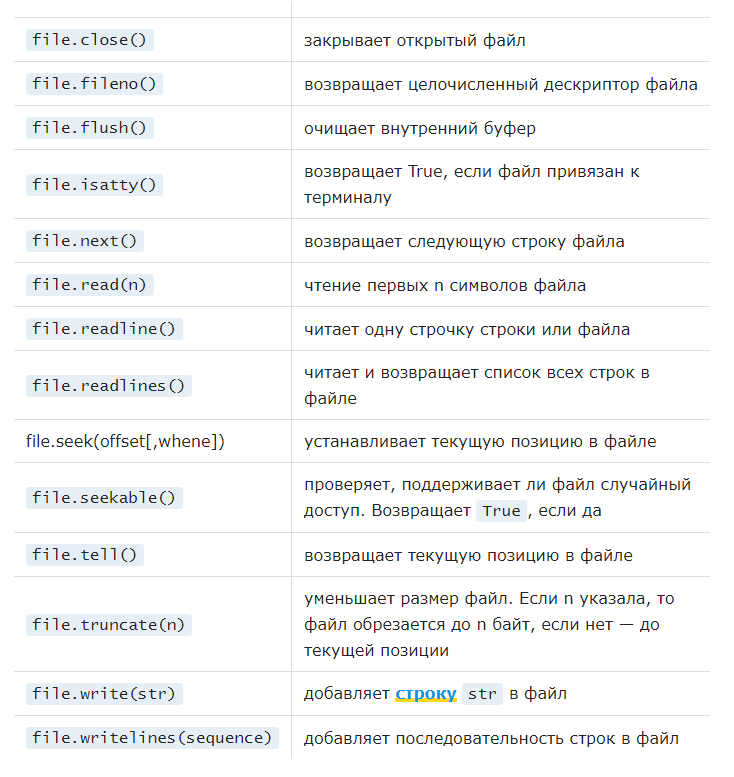 file.close() закрывает открытый файл
file.fileno() возвращает целочисленный дескриптор файла
file.flush() очищает внутренний буфер
file.isatty() возвращает True, если файл привязан к
терминалу
file.next() возвращает следующую строку файла
file.read(n) чтение первых n символов файла
file.readline() читает одну строчку строки или файла
file.readlines() читает и возвращает список всех строк в
файле
file.seek(offset[,whene]) устанавливает текущую позицию в файле
file.seekable() проверяет, поддерживает ли файл случайный
доступ. Возвращает True, если да
file.tell() возвращает текущую позицию в файле
file.truncate(n) уменьшает размер файл. Если n указала, то
файл обрезается до n байт, если нет — до
текущей позиции
file.write(str) добавляет строку str в файл
file.writelines(sequence) добавляет последовательность строк в файл